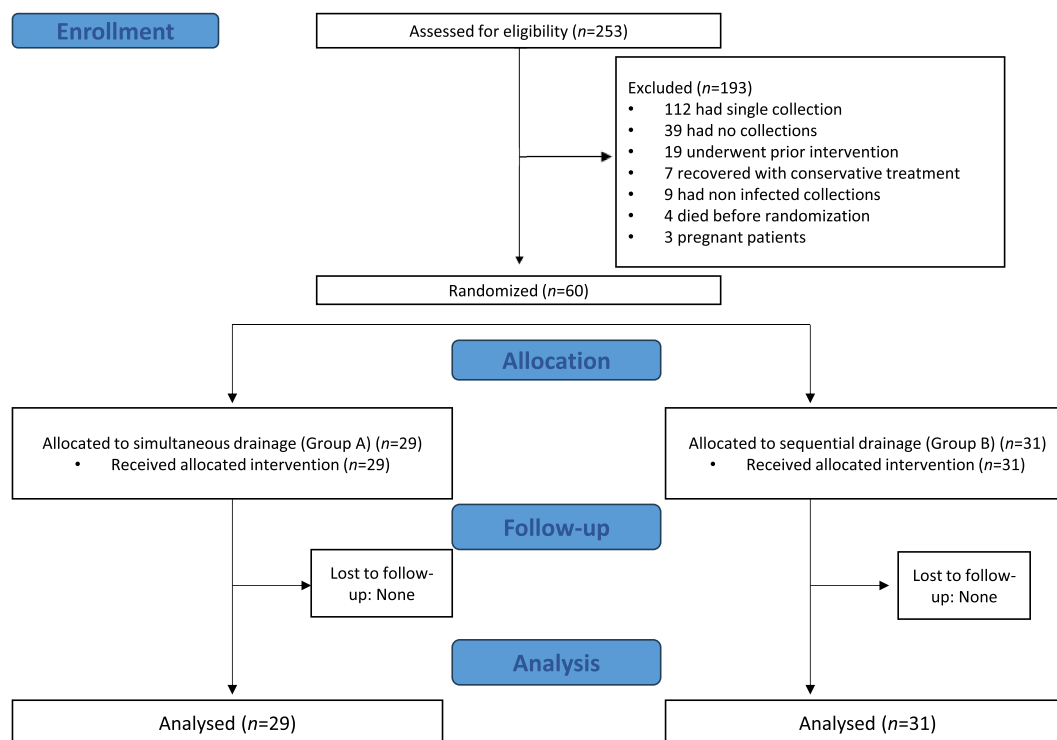 Enrollment
Assessed for eligibility (n=253)
Excluded (n=193)
• 112 had single collection
• 39 had no collections
• 19 underwent prior intervention
• 7 recovered with conservative treatment
• 9 had non infected collections
• 4 died before randomization
• 3 pregnant patients
Randomized (n=60)
Allocation
Allocated to simultaneous drainage (Group A) (n=29)
• Received allocated intervention (n=29)
Allocated to sequential drainage (Group B) (n=31)
• Received allocated intervention (n=31)
Follow-up
Lost to follow-
up: None
Lost to follow-
up: None
Analysis
Analysed (n=29)
Analysed (n=31)